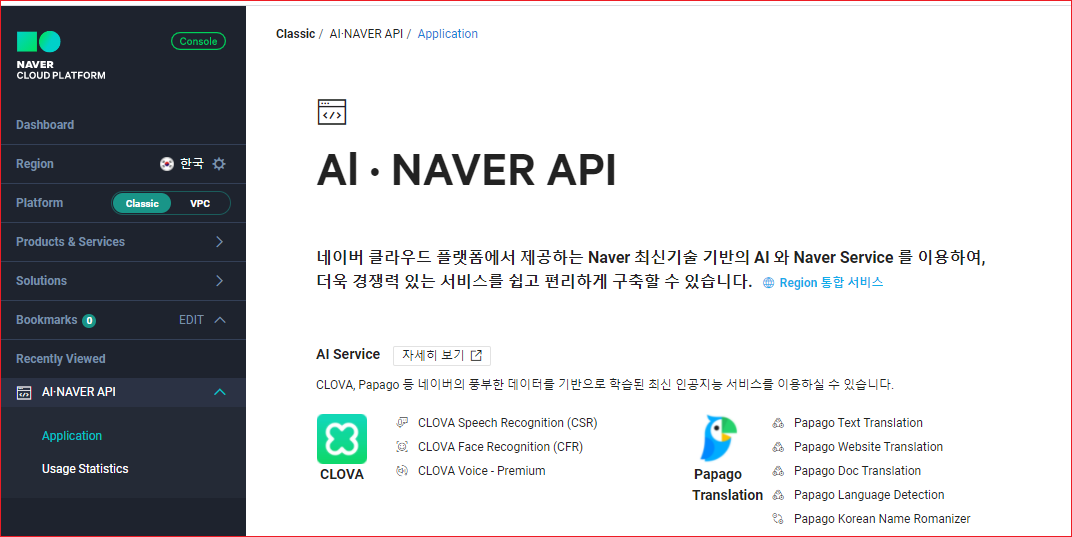 NAVER
CLOUD PLATFORM
Console
Dashboard
Region 한국
Platform Classic VPC
Products & Services
Solutions
Bookmarks 0 EDIT
Recently Viewed
AI·NAVER API
Application
Usage Statistics
Classic / AI·NAVER API / Application
AI · NAVER API
네이버 클라우드 플랫폼에서 제공하는 Naver 최신기술 기반의 AI 와 Naver Service 를 이용하여,
더욱 경쟁력 있는 서비스를 쉽고 편리하게 구축할 수 있습니다. Region 통합 서비스
AI Service 자세히 보기
CLOVA, Papago 등 네이버의 풍부한 데이터를 기반으로 학습된 최신 인공지능 서비스를 이용하실 수 있습니다.
CLOVA
CLOVA Speech Recognition (CSR)
CLOVA Face Recognition (CFR)
CLOVA Voice - Premium
Papago
Translation
Papago Text Translation
Papago Website Translation
Papago Doc Translation
Papago Language Detection
Papago Korean Name Romanizer